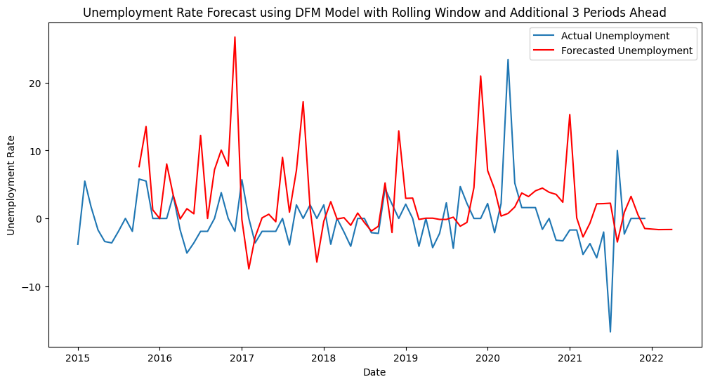 Unemployment Rate Forecast using DFM Model with Rolling Window and Additional 3 Periods Ahead
Actual Unemployment
Forecasted Unemployment
Unemployment Rate
20
10
0
−10
2015 2016 2017 2018 2019 2020 2021 2022
Date